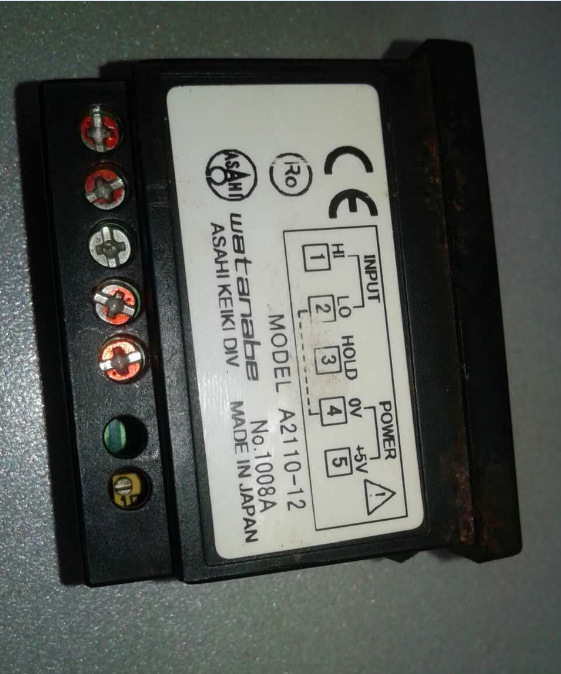 CE
Ro
INPUT
HI LO HOLD
POWER
0V +5V
1 2 3 4 5
MODEL A2110-12
ASAHI
watanabe
No.1008A
ASAHI KEIKI DIV
MADE IN JAPAN